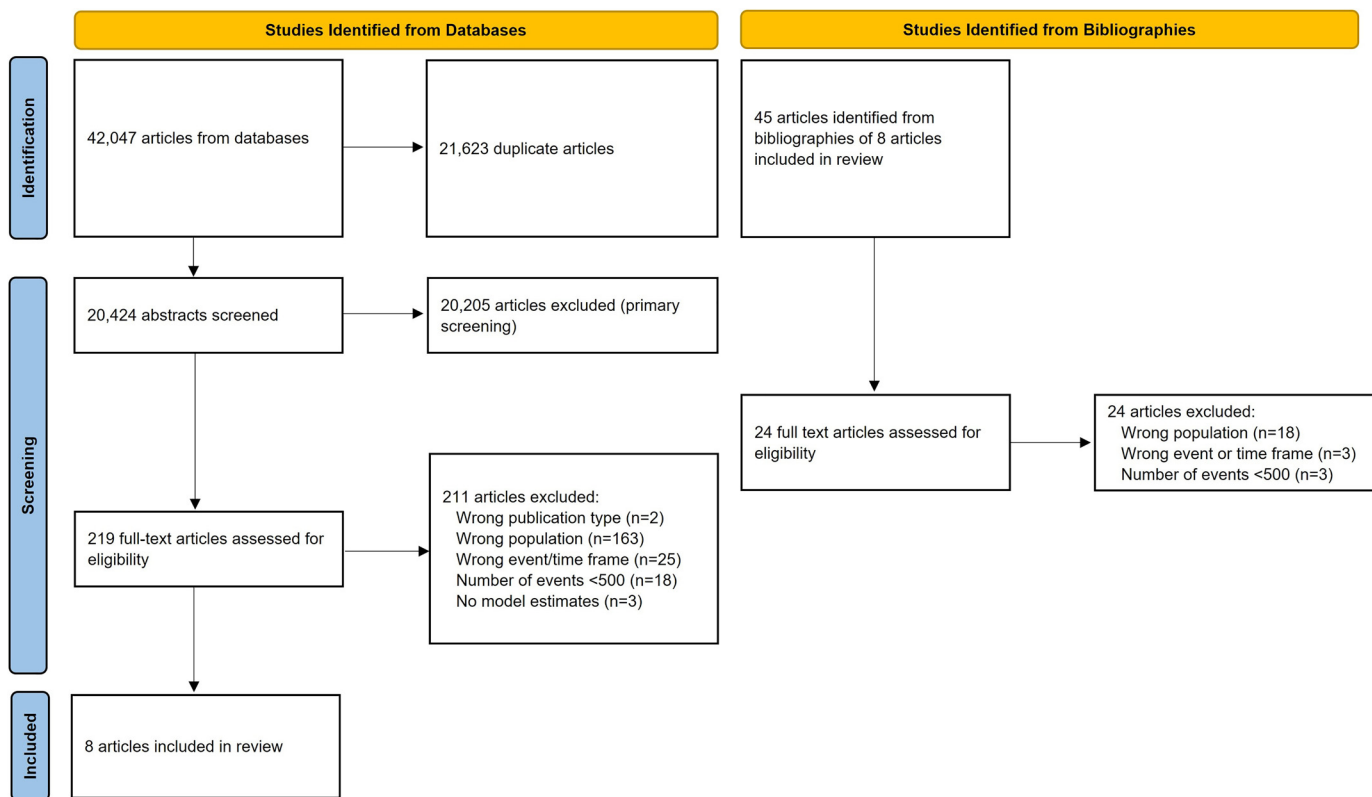 Studies Identified from Databases
Studies Identified from Bibliographies
Identification
42,047 articles from databases
21,623 duplicate articles
45 articles identified from
bibliographies of 8 articles
included in review
Screening
20,424 abstracts screened
20,205 articles excluded (primary
screening)
24 full text articles assessed for
eligibility
24 articles excluded:
Wrong population (n=18)
Wrong event or time frame (n=3)
Number of events <500 (n=3)
219 full-text articles assessed for
eligibility
211 articles excluded:
Wrong publication type (n=2)
Wrong population (n=163)
Wrong event/time frame (n=25)
Number of events <500 (n=18)
No model estimates (n=3)
Included
8 articles included in review